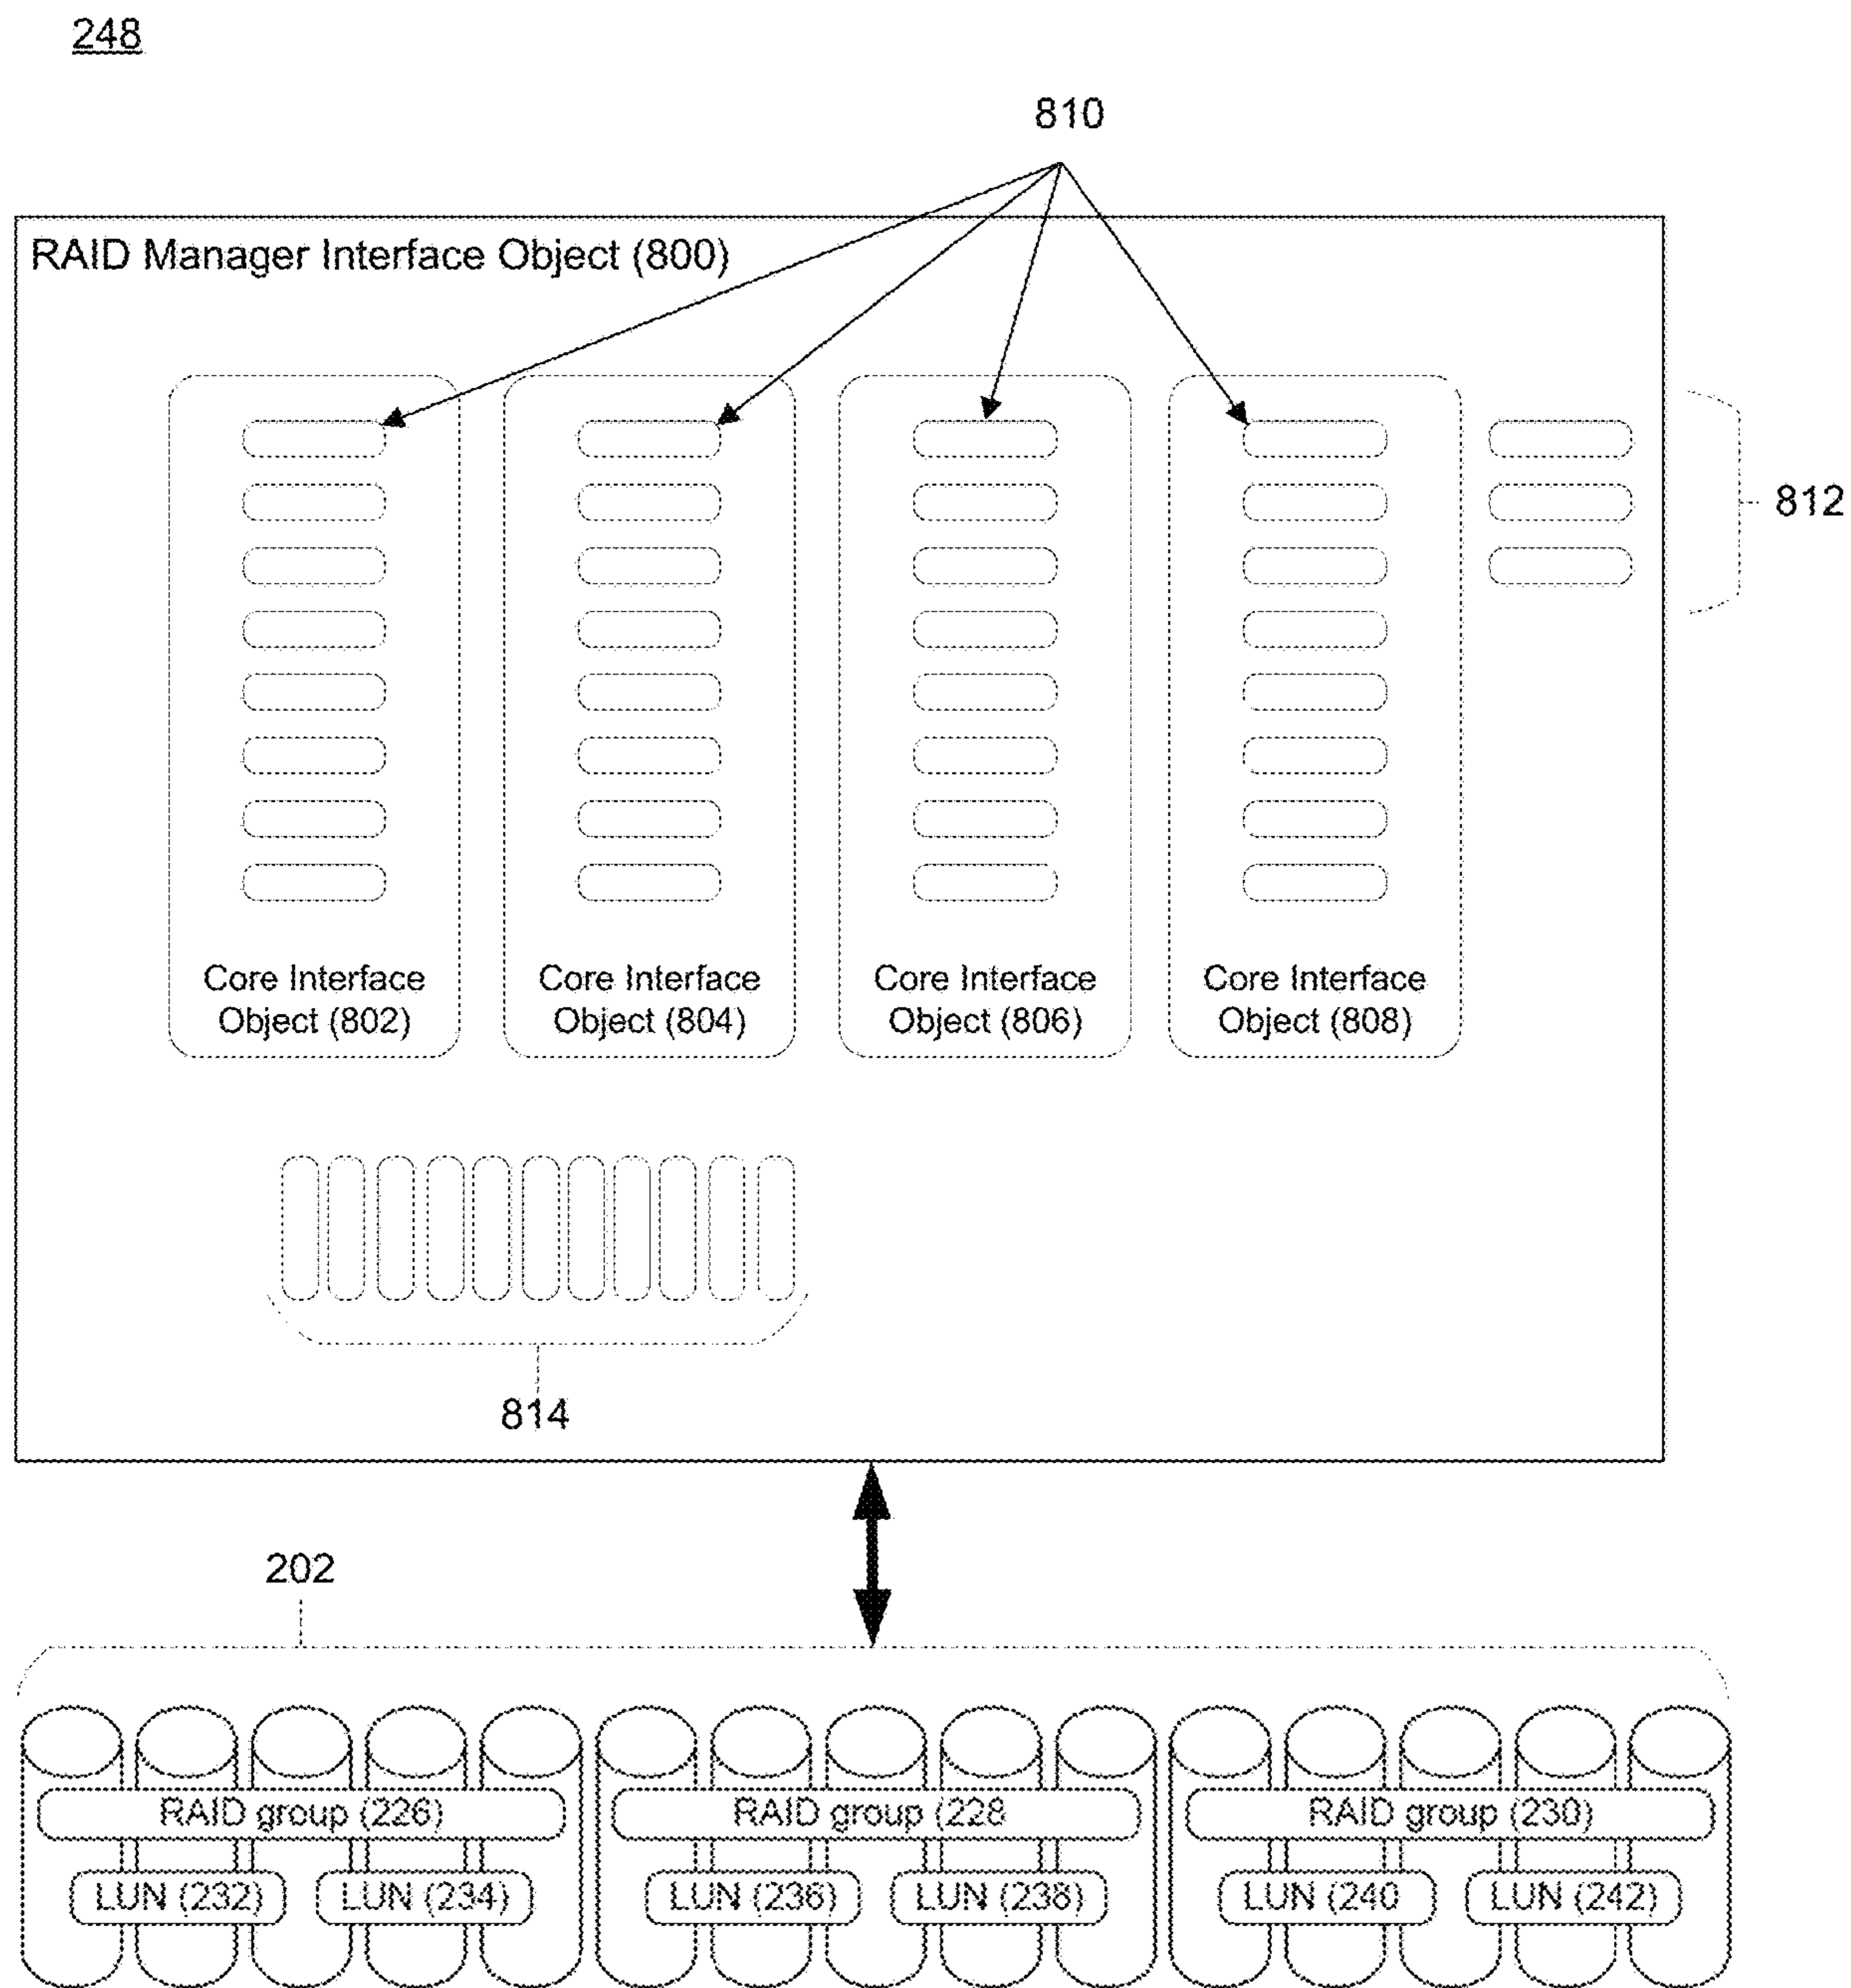 248
810
RAID Manager Interface Object (800)
812
Core Interface
Object (802)
Core Interface
Object (804)
Core Interface
Object (806)
Core Interface
Object (808)
814
202
RAID group (226)
RAID group (228
RAID group (230)
LUN (232)
LUN (234)
LUN (236)
LUN (238)
LUN (240
LUN (242)